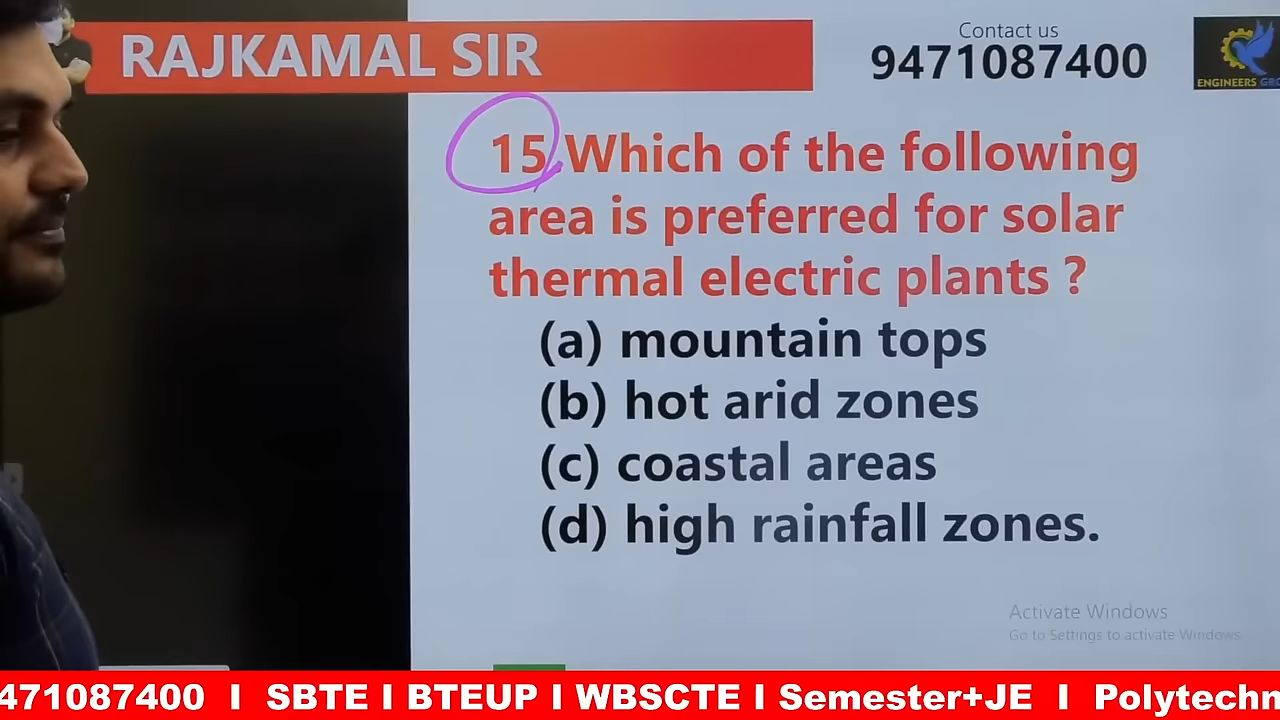 RAJKAMAL SIR
Contact us
9471087400
ENGINEERS
15.Which of the following
area is preferred for solar
thermal electric plants ?
(a) mountain tops
(b) hot arid zones
(c) coastal areas
(d) high rainfall zones.
Activate Windows
Go to Settings to activate Windows
471087400 I SBTE I BTEUP I WBSCTE I Semester+JE I Polytechn